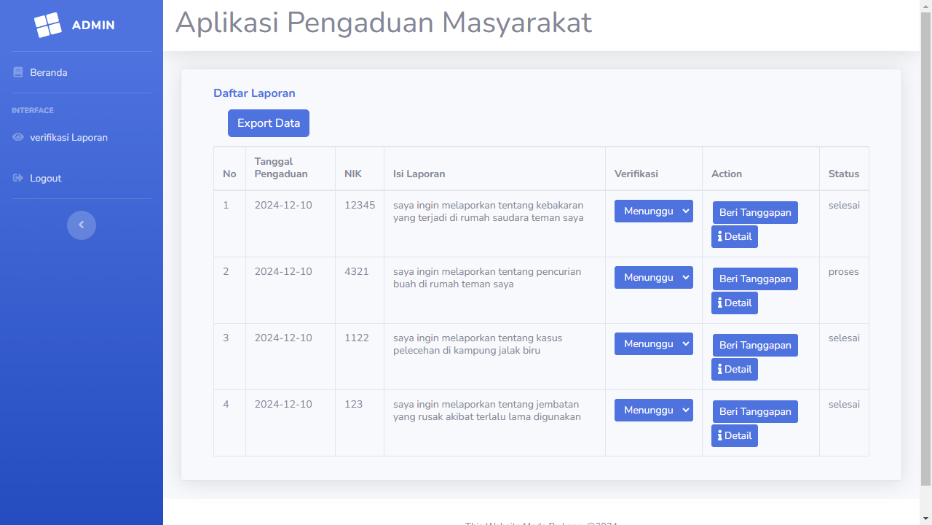 ADMIN
Aplikasi Pengaduan Masyarakat
Beranda
INTERFACE
verifikasi Laporan
Logout
Daftar Laporan
Export Data
No Tanggal Pengaduan NIK Isi Laporan Verifikasi Action Status
1 2024-12-10 12345 saya ingin melaporkan tentang kebakaran Menunggu Beri Tanggapan selesai
yang terjadi di rumah saudara teman saya
Detail
2 2024-12-10 4321 saya ingin melaporkan tentang pencurian Menunggu Beri Tanggapan proses
buah di rumah teman saya
Detail
3 2024-12-10 1122 saya ingin melaporkan tentang kasus Menunggu Beri Tanggapan selesai
pelecehan di kampung jalak biru
Detail
4 2024-12-10 123 saya ingin melaporkan tentang jembatan Menunggu Beri Tanggapan selesai
yang rusak akibat terlalu lama digunakan
Detail
This Website Made By